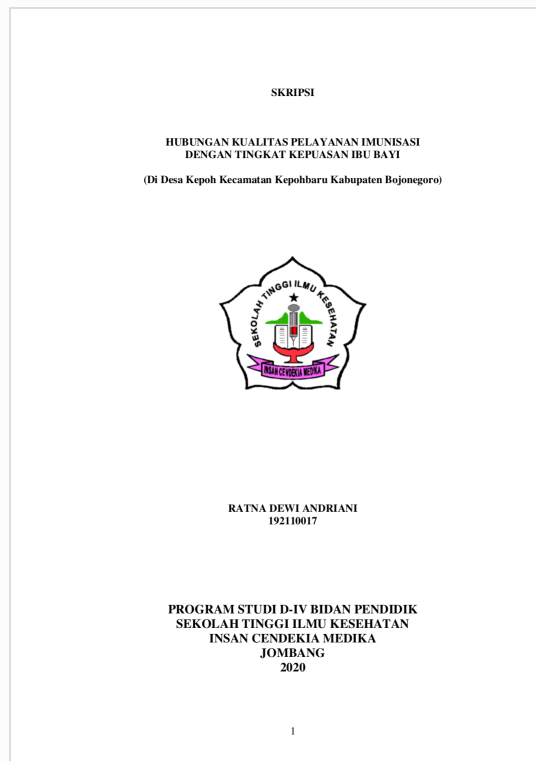 SKRIPSI
HUBUNGAN KUALITAS PELAYANAN IMUNISASI
DENGAN TINGKAT KEPUASAN IBU BAYI
(Di Desa Kepoh Kecamatan Kepohbaru Kabupaten Bojonegoro)
SEKOLAH TINGGI ILMU KESEHATAN
INSAN CENDEKIA MEDIKA
RATNA DEWI ANDRIANI
192110017
PROGRAM STUDI D-IV BIDAN PENDIDIK
SEKOLAH TINGGI ILMU KESEHATAN
INSAN CENDEKIA MEDIKA
JOMBANG
2020
1